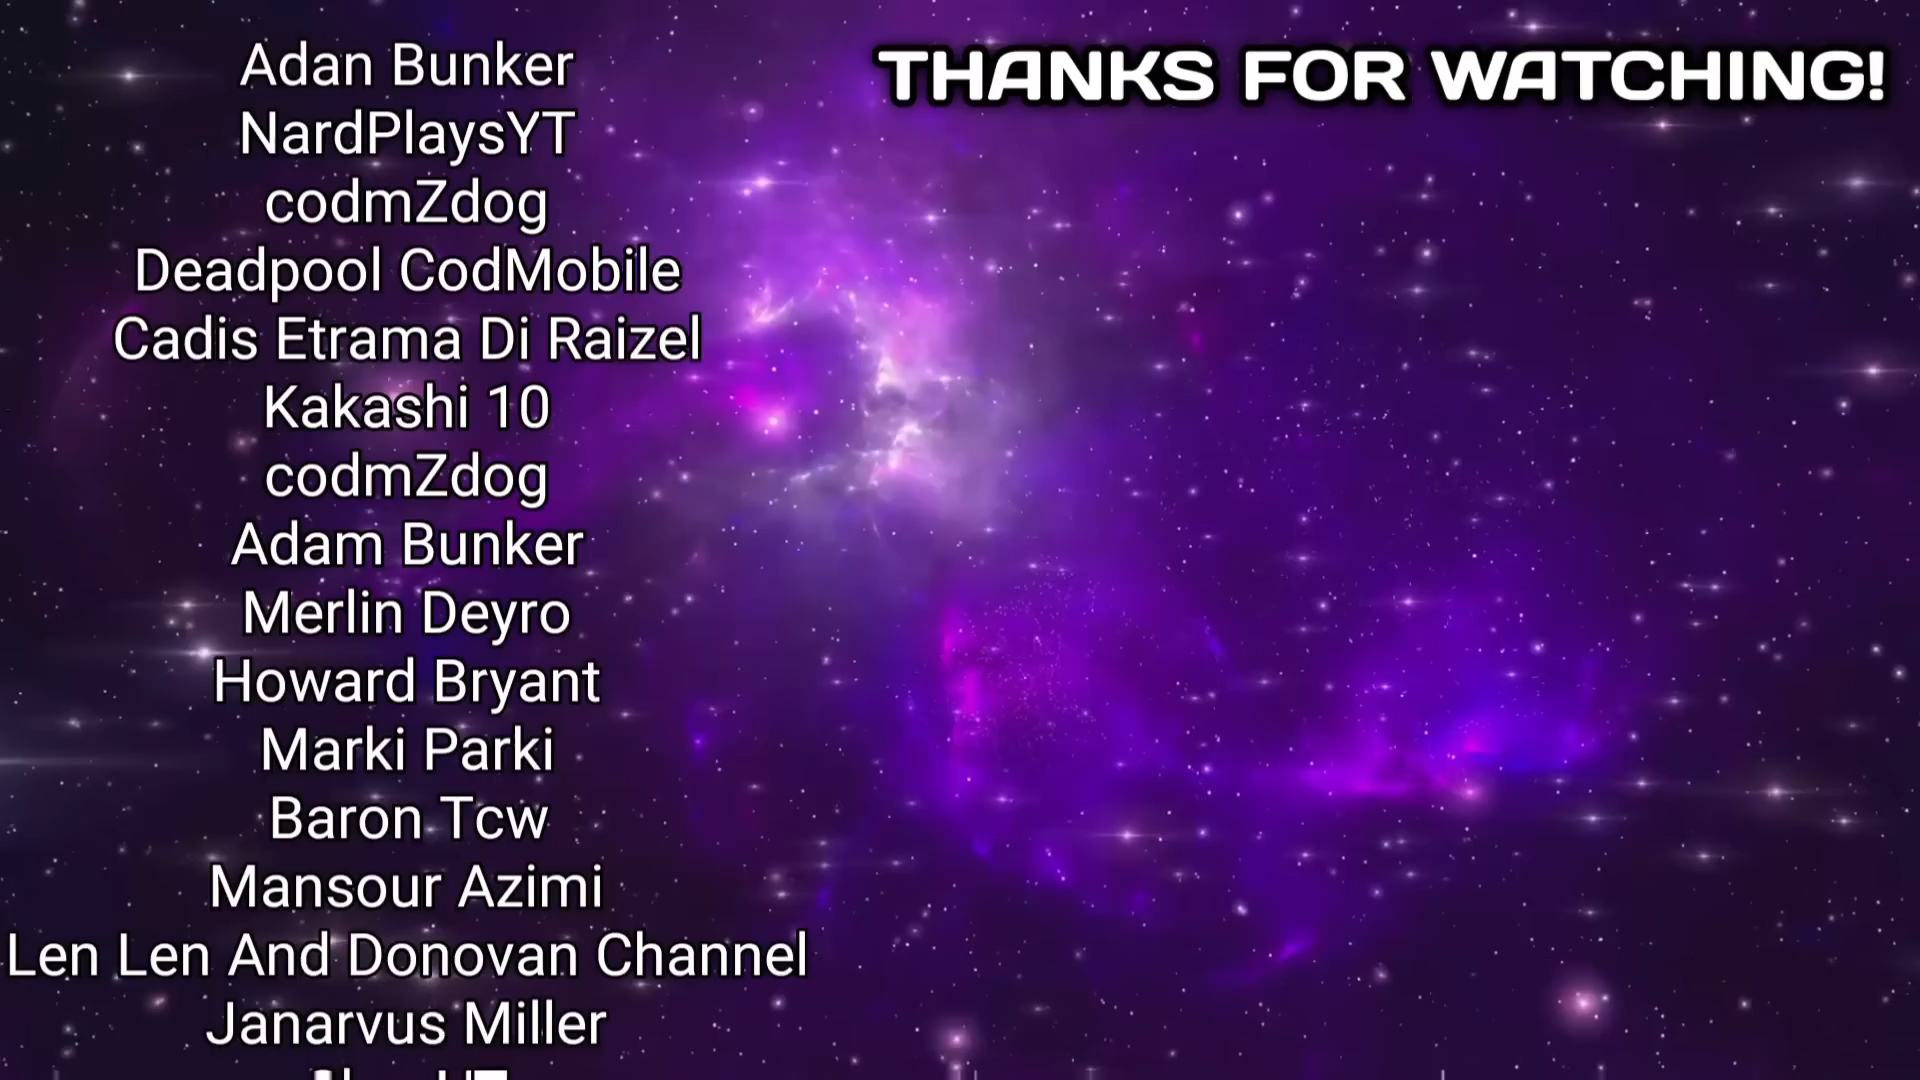 Adan Bunker
THANKS FOR WATCHING!
NardPlaysYT
codmZdog
Deadpool CodMobile
Cadis Etrama Di Raizel
Kakashi 10
codmZdog
Adam Bunker
Merlin Deyro
Howard Bryant
Marki Parki
Baron Tcw
Mansour Azimi
Len Len And Donovan Channel
Janarvus Miller